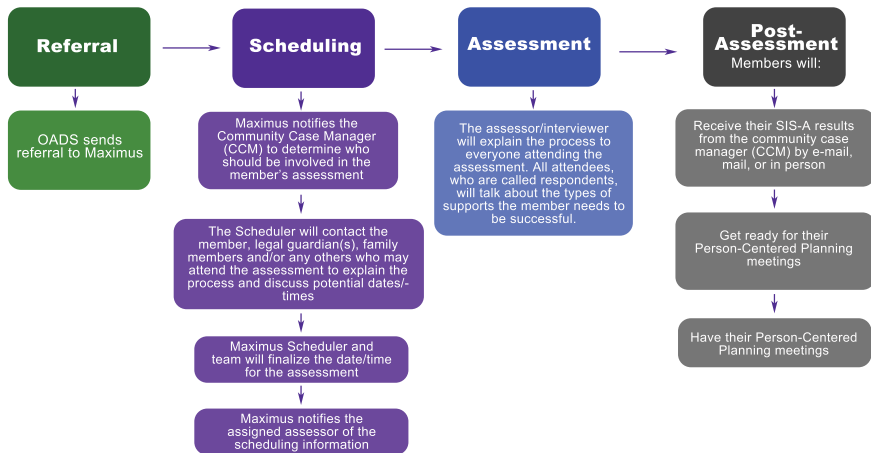 Referral
OADS sends
referral to Maximus
Scheduling
Maximus notifies the
Community Case Manager
(CCM) to determine who
should be involved in the
member's assessment
The Scheduler will contact the
member, legal guardian(s), family
members and/or any others who may
attend the assessment to explain the
process and discuss potential dates/-
times
Maximus Scheduler and
team will finalize the date/time
for the assessment
Maximus notifies the
assigned assessor of the
scheduling information
Assessment
The assessor/interviewer
will explain the process to
everyone attending the
assessment. All attendees,
who are called respondents,
will talk about the types of
supports the member needs to
be successful.
Post-
Assessment
Members will:
Receive their SIS-A results
from the community case
manager (CCM) by e-mail,
mail, or in person
Get ready for their
Person-Centered Planning
meetings
Have their Person-Centered
Planning meetings